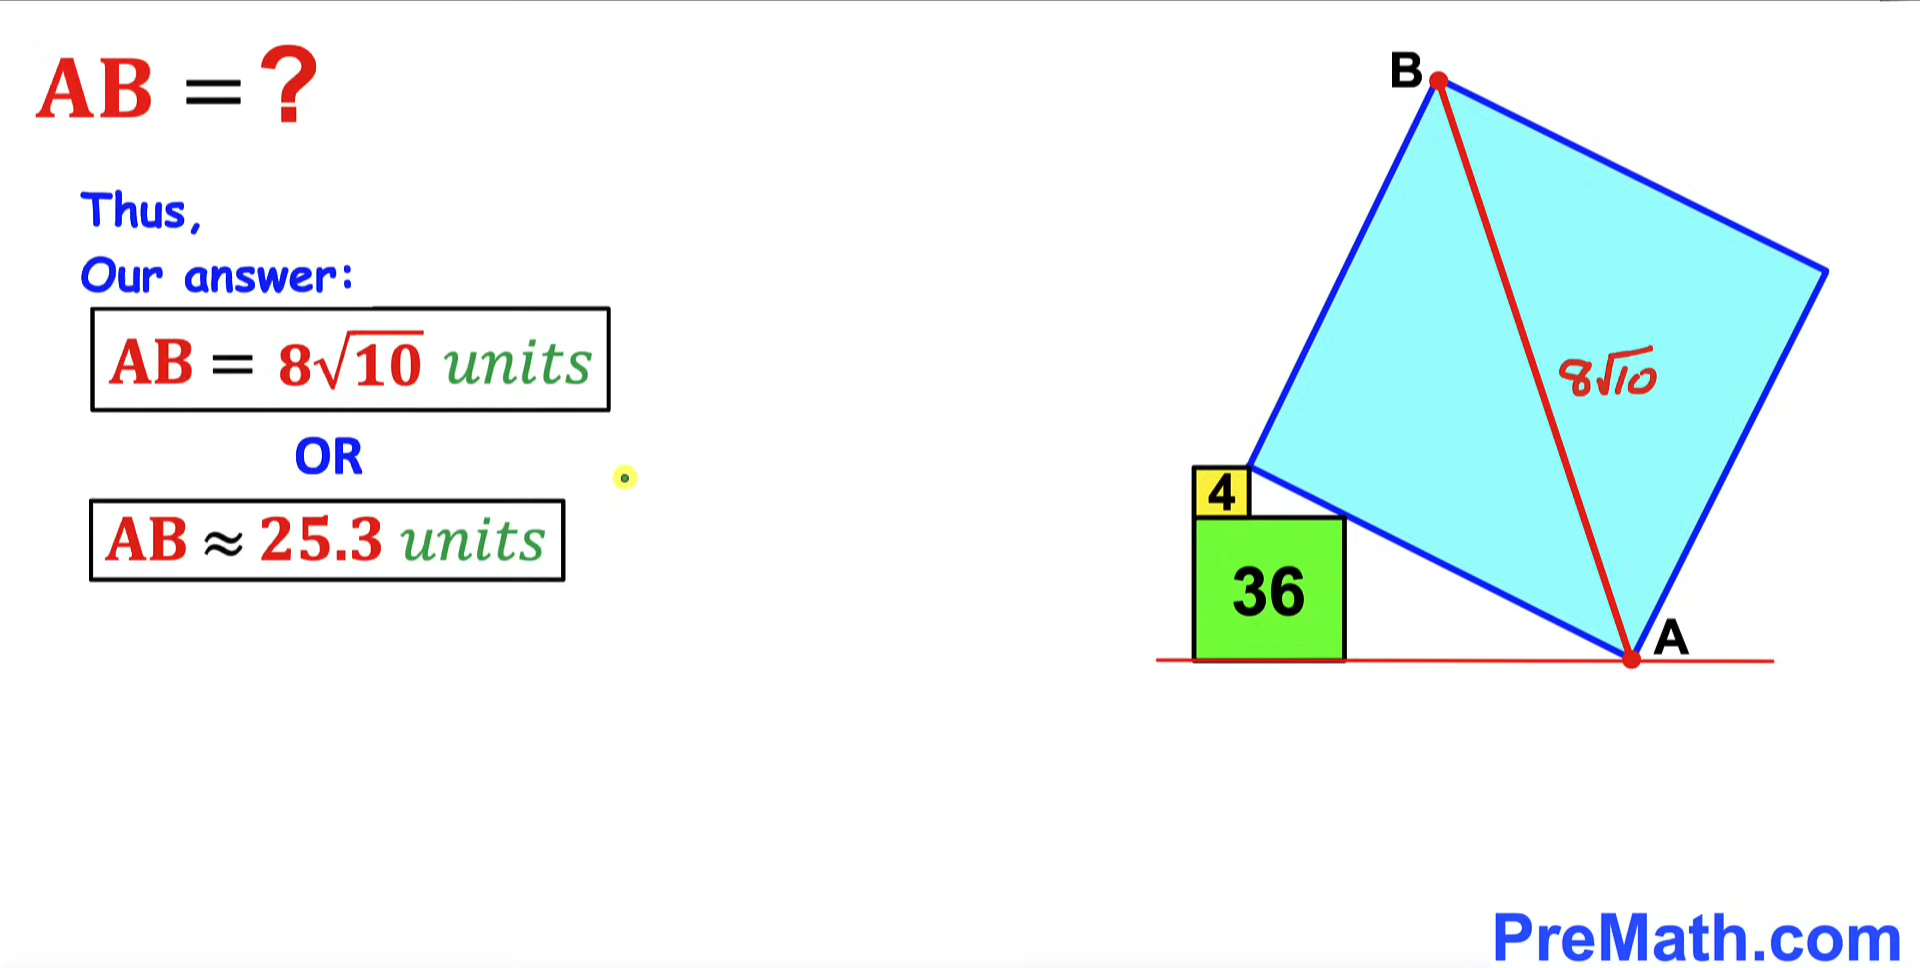 AB = ?
Thus,
Our answer:
AB = 8√10 units
OR
AB ≈ 25.3 units
B
8√10
4
36
A
PreMath.com